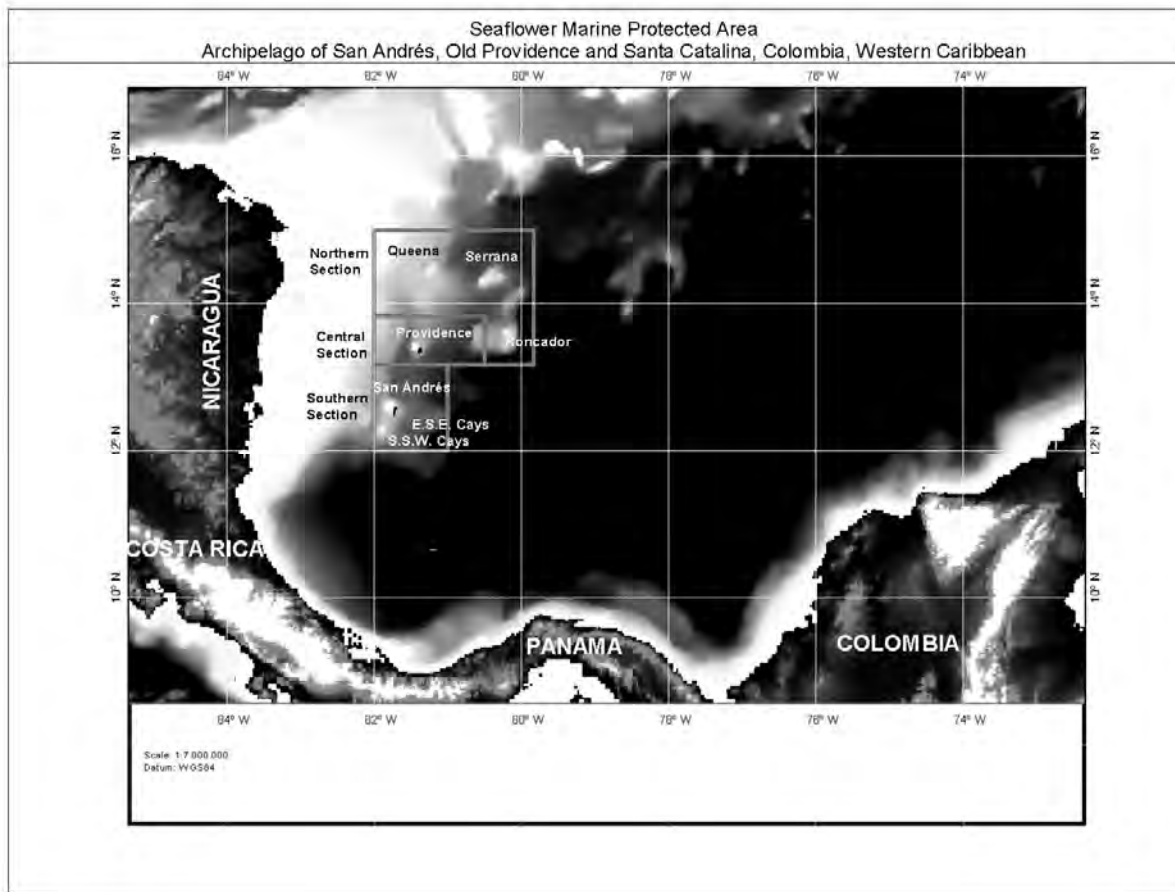 Seaflower Marine Protected Area
Archipelago of San Andrés, Old Providence and Santa Catalina, Colombia, Western Caribbean
84° W 82° W 80° W 78° W 76° W 74° W
16° N 16° N
Northern
Section
Queena
Serrana
14° N 14° N
NICARAGUA
Central
Section
Providence
Roncador
Southern
Section
San Andrés
E.S.E. Cays
S.S.W. Cays
12° N 12° N
COSTA RICA
10° N 10° N
PANAMA
COLOMBIA
84° W 82° W 80° W 78° W 76° W 74° W
Scale: 1:7.000.000
Datum: WGS84